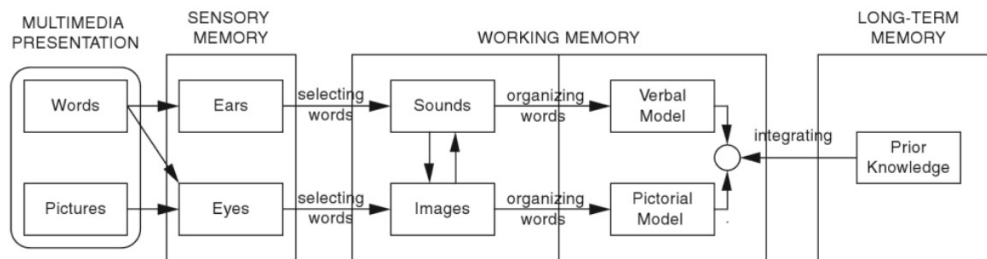 MULTIMEDIA
PRESENTATION
SENSORY
MEMORY
WORKING MEMORY
LONG-TERM
MEMORY
Words
Ears
selecting
words
Sounds
organizing
words
Verbal
Model
integrating
Prior
Knowledge
Pictures
Eyes
selecting
words
Images
organizing
words
Pictorial
Model